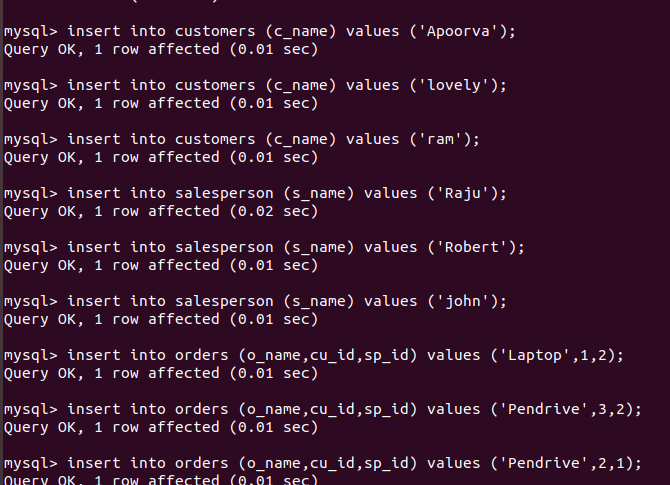 mysql> insert into customers (c_name) values ('Apoorva');
Query OK, 1 row affected (0.01 sec)
mysql> insert into customers (c_name) values ('lovely');
Query OK, 1 row affected (0.01 sec)
mysql> insert into customers (c_name) values ('ram');
Query OK, 1 row affected (0.01 sec)
mysql> insert into salesperson (s_name) values ('Raju');
Query OK, 1 row affected (0.02 sec)
mysql> insert into salesperson (s_name) values ('Robert');
Query OK, 1 row affected (0.01 sec)
mysql> insert into salesperson (s_name) values ('john');
Query OK, 1 row affected (0.01 sec)
mysql> insert into orders (o_name,cu_id,sp_id) values ('Laptop',1,2);
Query OK, 1 row affected (0.01 sec)
mysql> insert into orders (o_name,cu_id,sp_id) values ('Pendrive',3,2);
Query OK, 1 row affected (0.01 sec)
mysql> insert into orders (o_name,cu_id,sp_id) values ('Pendrive',2,1);
Query OK, 1 row affected (0.01 sec)